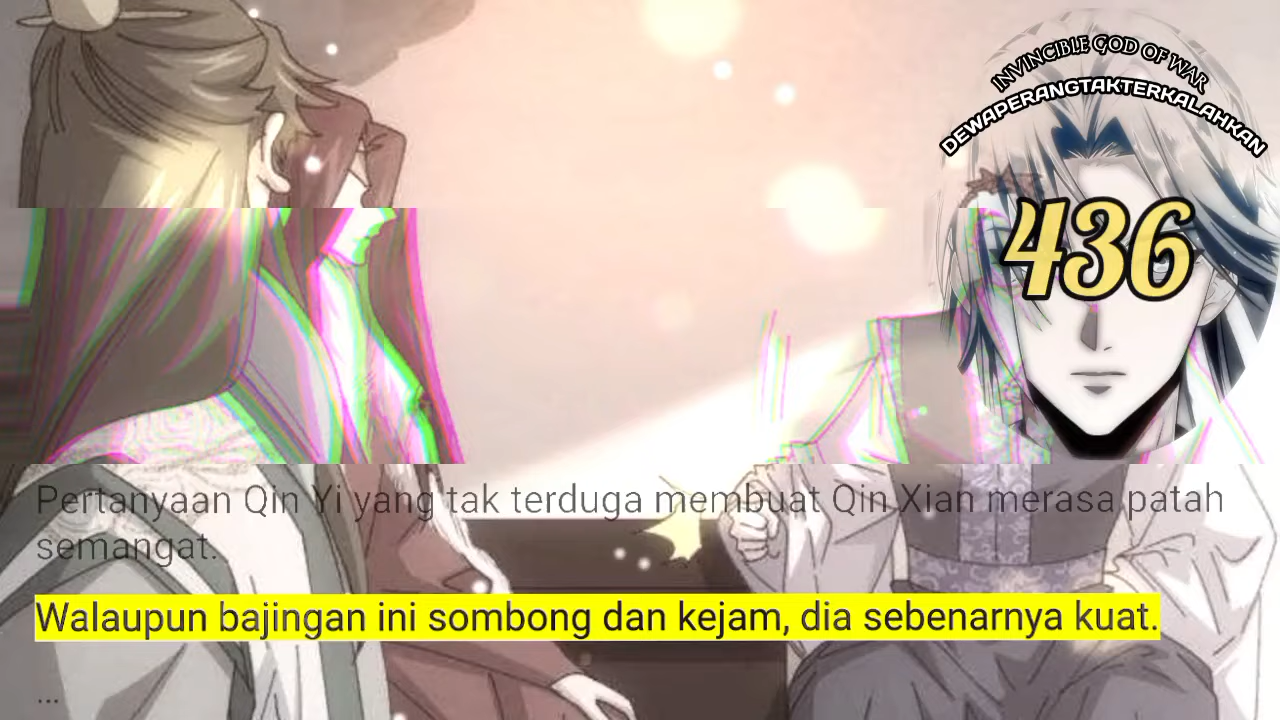 INVINCIBLE GOD OF WAR
DEWAPERANGTAKTERKALAHKAN
436
Pertanyaan Qin Yi yang tak terduga membuat Qin Xian merasa patah
semangat.
Walaupun bajingan ini sombong dan kejam, dia sebenarnya kuat.
...